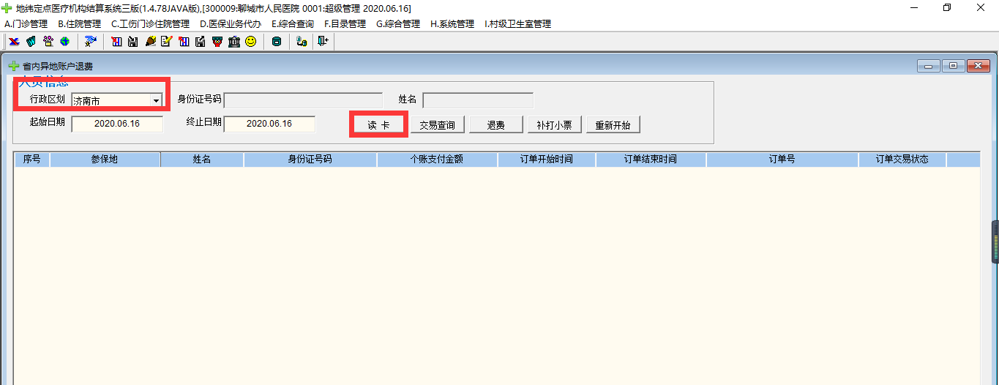 地纬定点医疗机构结算系统三版(1.4.78JAVA版),[300009:聊城市人民医院 0001:超级管理 2020.06.16]
A.门诊管理 B.住院管理 C.工伤门诊住院管理 D.医保业务代办 E.综合查询 F.目录管理 G.综合管理 H.系统管理 I.村级卫生室管理
省内异地账户退费
人员信息
行政区划 济南市 身份证号码 姓名
起始日期 2020.06.16 终止日期 2020.06.16 读 卡 交易查询 退费 补打小票 重新开始
序号 参保地 姓名 身份证号码 个账支付金额 订单开始时间 订单结束时间 订单号 订单交易状态